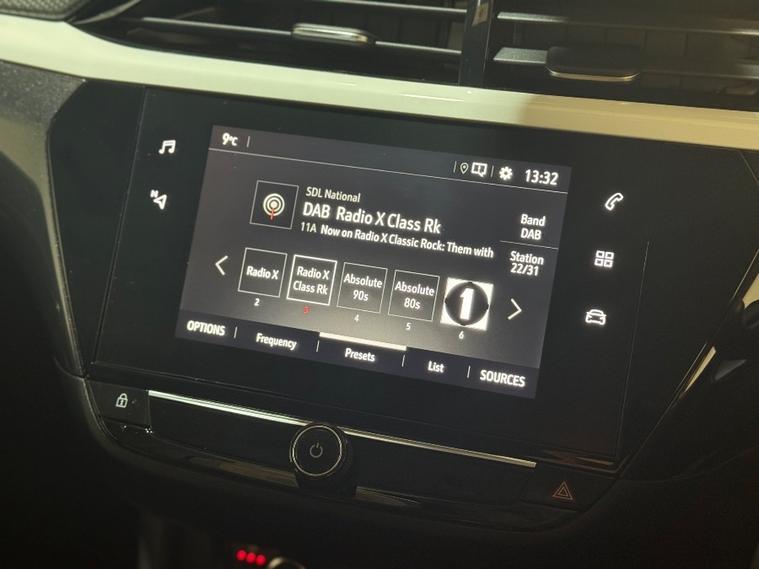 9°C
13:32
SDL National
DAB Radio X Class Rk
11A Now on Radio X Classic Rock: Them with
Band
DAB
Station
22/31
Radio X
Radio X
Class Rk
Absolute
90s
Absolute
80s
1
2
3
4
5
6
OPTIONS
Frequency
Presets
List
SOURCES
N